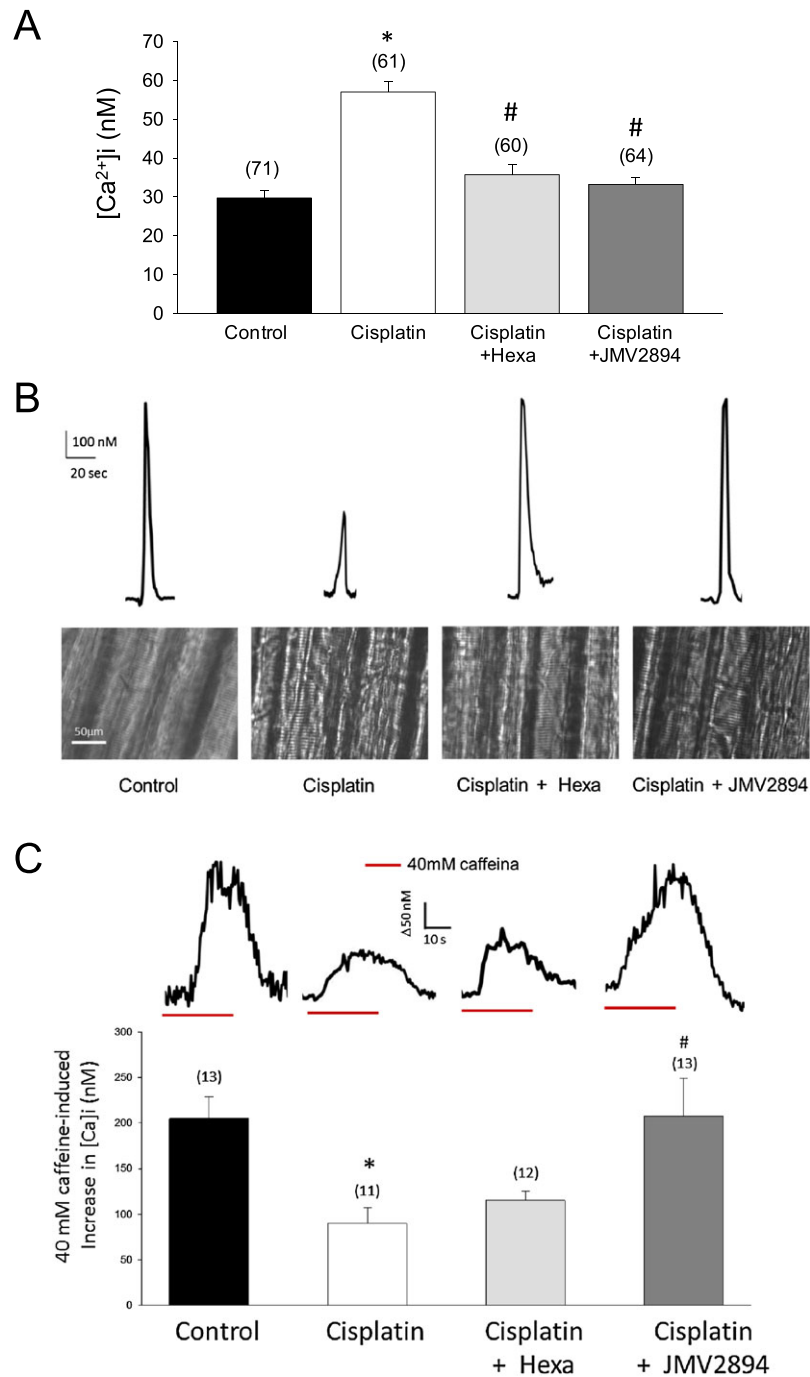 A
[Ca2+]i (nM)
70
60
50
40
30
20
10
0
(71)
*
(61)
#
(60)
#
(64)
Control
Cisplatin
Cisplatin
+Hexa
Cisplatin
+JMV2894
B
100 nM
20 sec
50µm
Control
Cisplatin
Cisplatin + Hexa
Cisplatin + JMV2894
C
40mM caffeina
Δ50 nM
10 s
40 mM caffeine-induced
Increase in [Ca]i (nM)
300
250
200
150
100
50
0
(13)
*
(11)
(12)
#
(13)
Control
Cisplatin
Cisplatin
+ Hexa
Cisplatin
+ JMV2894